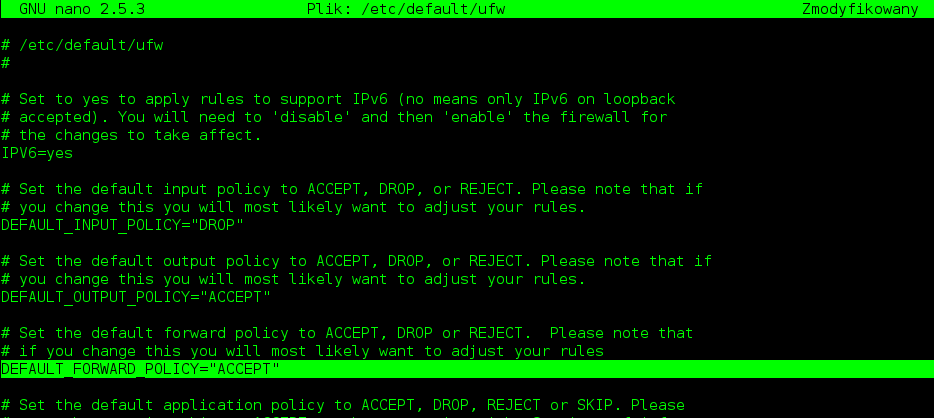 GNU nano 2.5.3 Plik: /etc/default/ufw Zmodyfikowany
# /etc/default/ufw
#
# Set to yes to apply rules to support IPv6 (no means only IPv6 on loopback
# accepted). You will need to 'disable' and then 'enable' the firewall for
# the changes to take affect.
IPV6=yes
# Set the default input policy to ACCEPT, DROP, or REJECT. Please note that if
# you change this you will most likely want to adjust your rules.
DEFAULT_INPUT_POLICY="DROP"
# Set the default output policy to ACCEPT, DROP, or REJECT. Please note that if
# you change this you will most likely want to adjust your rules.
DEFAULT_OUTPUT_POLICY="ACCEPT"
# Set the default forward policy to ACCEPT, DROP or REJECT.  Please note that
# if you change this you will most likely want to adjust your rules
DEFAULT_FORWARD_POLICY="ACCEPT"
# Set the default application policy to ACCEPT, DROP, REJECT or SKIP. Please